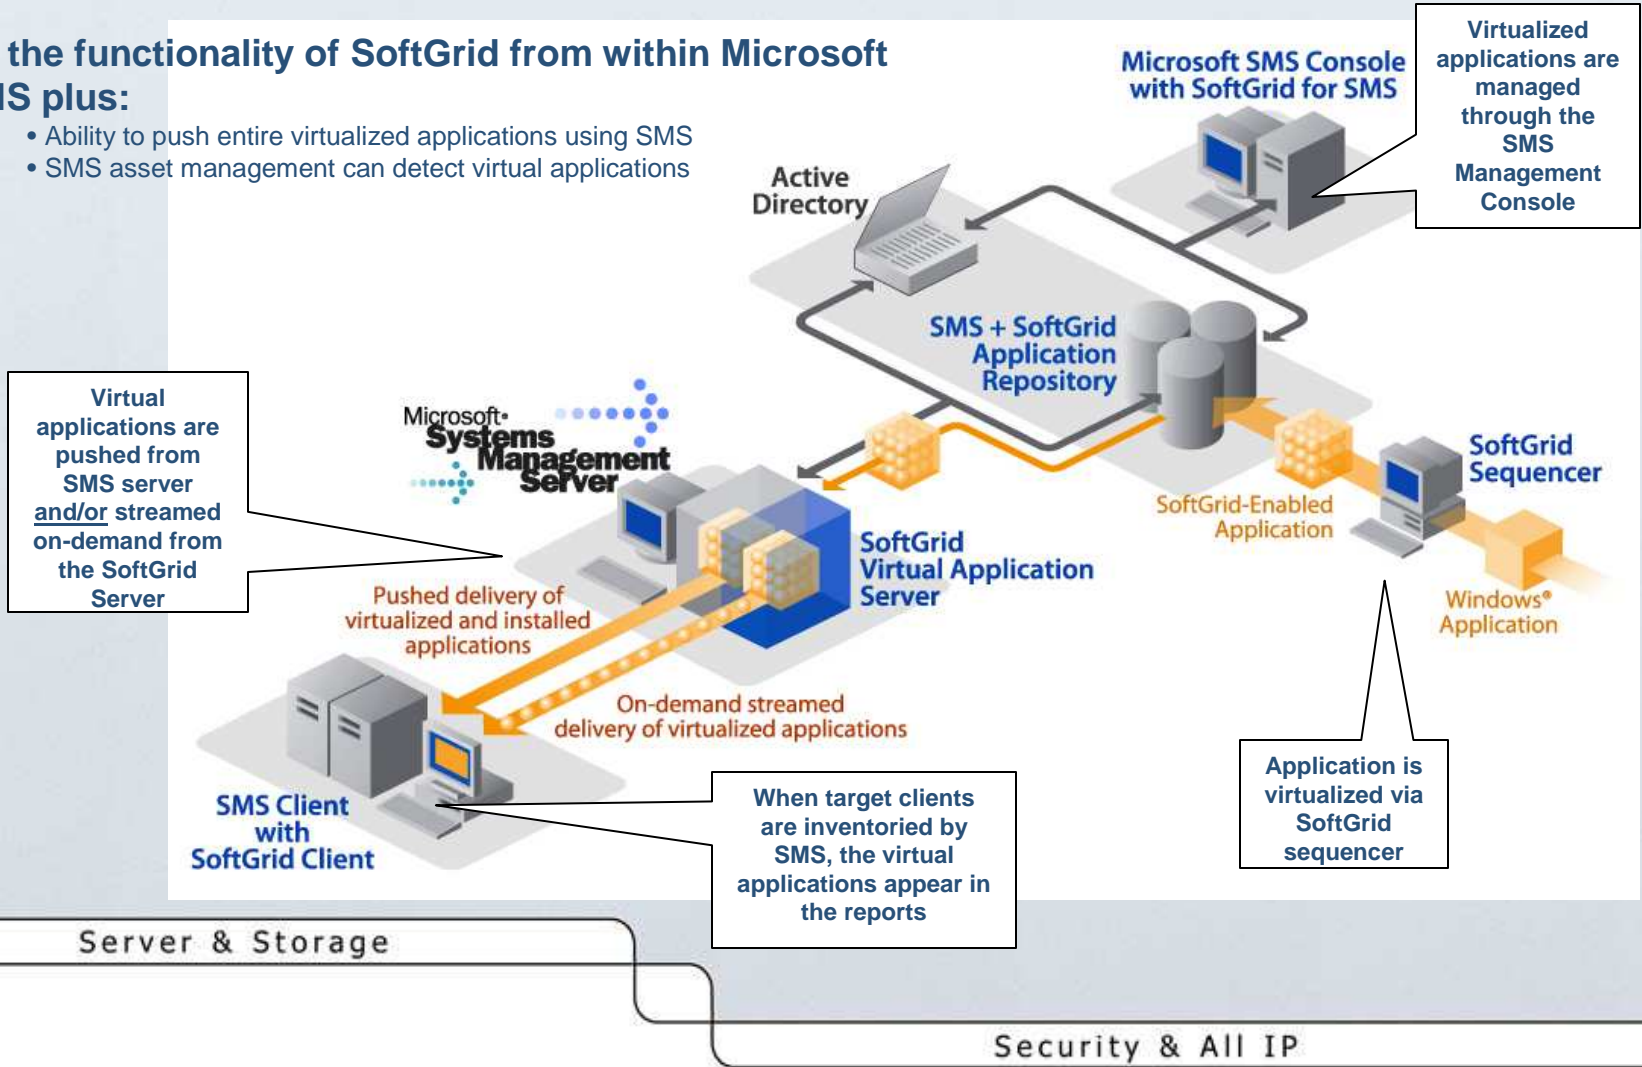 the functionality of SoftGrid from within Microsoft
MS plus:
• Ability to push entire virtualized applications using SMS
• SMS asset management can detect virtual applications
Microsoft SMS Console
with SoftGrid for SMS
Virtualized
applications are
managed
through the
SMS
Management
Console
Active
Directory
SMS + SoftGrid
Application
Repository
Virtual
applications are
pushed from
SMS server
and/or streamed
on-demand from
the SoftGrid
Server
Microsoft
Systems
Management
Server
SoftGrid
Sequencer
SoftGrid-Enabled
Application
SoftGrid
Virtual Application
Server
Windows®
Application
Pushed delivery of
virtualized and installed
applications
On-demand streamed
delivery of virtualized applications
SMS Client
with
SoftGrid Client
When target clients
are inventoried by
SMS, the virtual
applications appear in
the reports
Application is
virtualized via
SoftGrid
sequencer
Server & Storage
Security & All IP